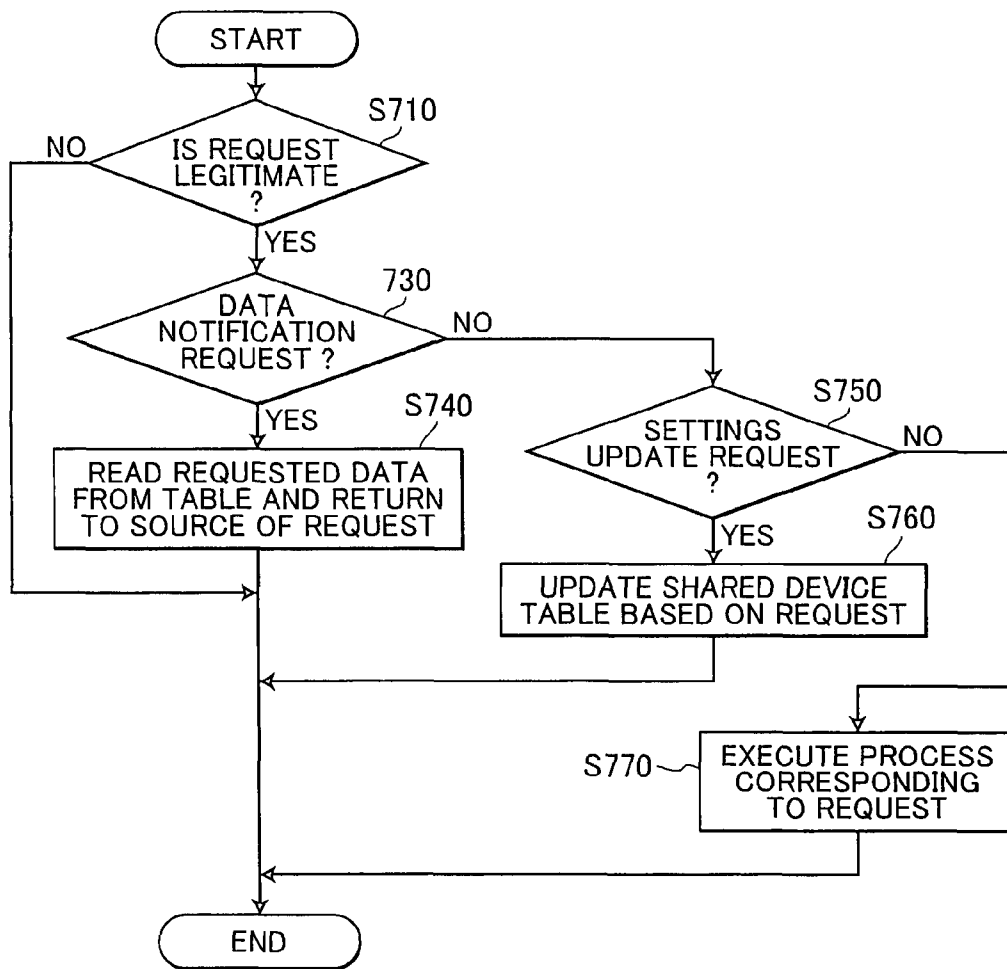 START
S710
NO
IS REQUEST
LEGITIMATE
?
YES
730
DATA
NOTIFICATION
REQUEST ?
NO
YES
S740
READ REQUESTED DATA
FROM TABLE AND RETURN
TO SOURCE OF REQUEST
S750
SETTINGS
UPDATE REQUEST
?
NO
YES
S760
UPDATE SHARED DEVICE
TABLE BASED ON REQUEST
S770
EXECUTE PROCESS
CORRESPONDING
TO REQUEST
END